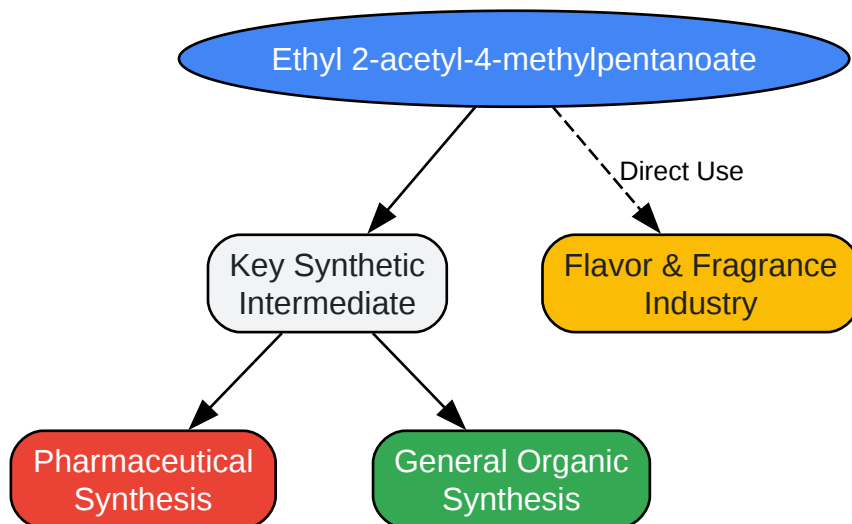 Ethyl 2-acetyl-4-methylpentanoate
Direct Use
Key Synthetic
Intermediate
Flavor & Fragrance
Industry
Pharmaceutical
Synthesis
General Organic
Synthesis